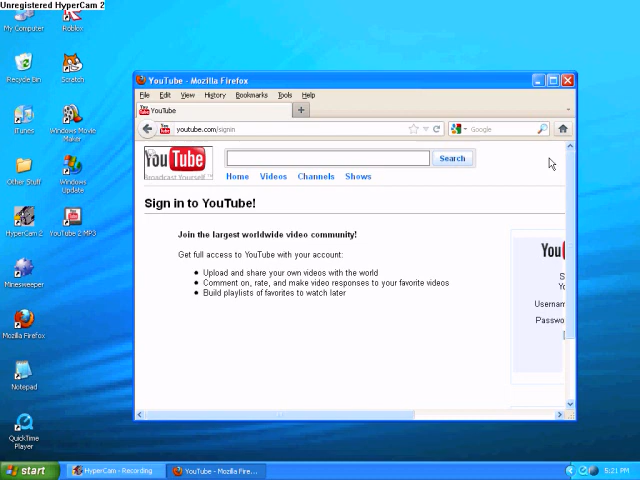 Unregistered HyperCam 2
My Computer
Roblox
Recycle Bin
Scratch
iTunes
Windows Movie Maker
Other Stuff
Windows Update
HyperCam 2
YouTube 2 MP3
Minesweeper
Mozilla Firefox
Notepad
QuickTime Player
YouTube - Mozilla Firefox
File Edit View History Bookmarks Tools Help
YouTube
youtube.com/signin
Google
YouTube
Broadcast Yourself
Search
Home Videos Channels Shows
Sign in to YouTube!
Join the largest worldwide video community!
Get full access to YouTube with your account:
Upload and share your own videos with the world
Comment on, rate, and make video responses to your favorite videos
Build playlists of favorites to watch later
You
S
Yo
Usernam
Passwo
start
HyperCam - Recording
YouTube - Mozilla Fire...
5:21 PM